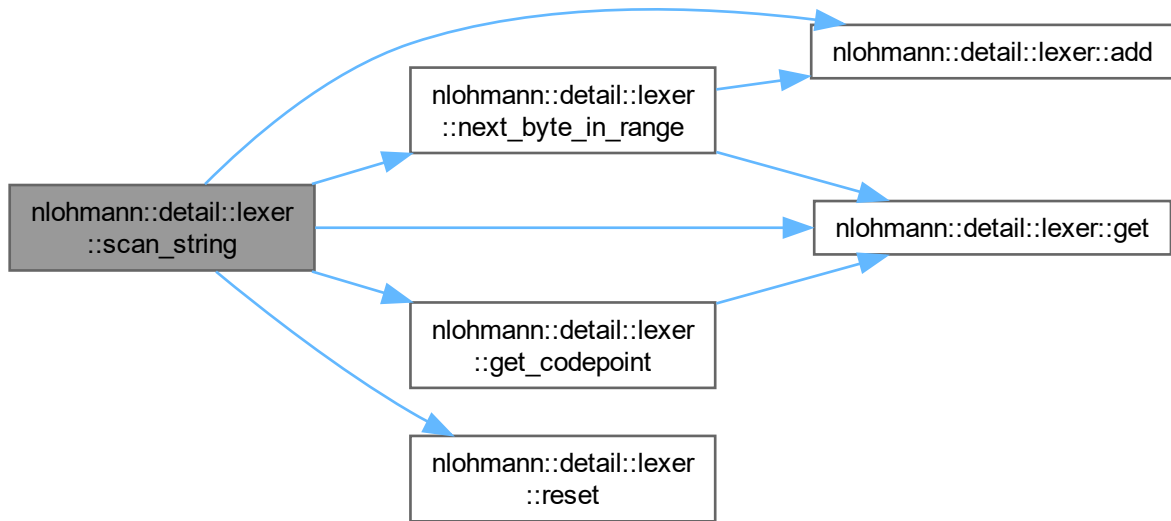 nlohmann::detail::lexer
::scan_string
nlohmann::detail::lexer
::next_byte_in_range
nlohmann::detail::lexer::add
nlohmann::detail::lexer::get
nlohmann::detail::lexer
::get_codepoint
nlohmann::detail::lexer
::reset